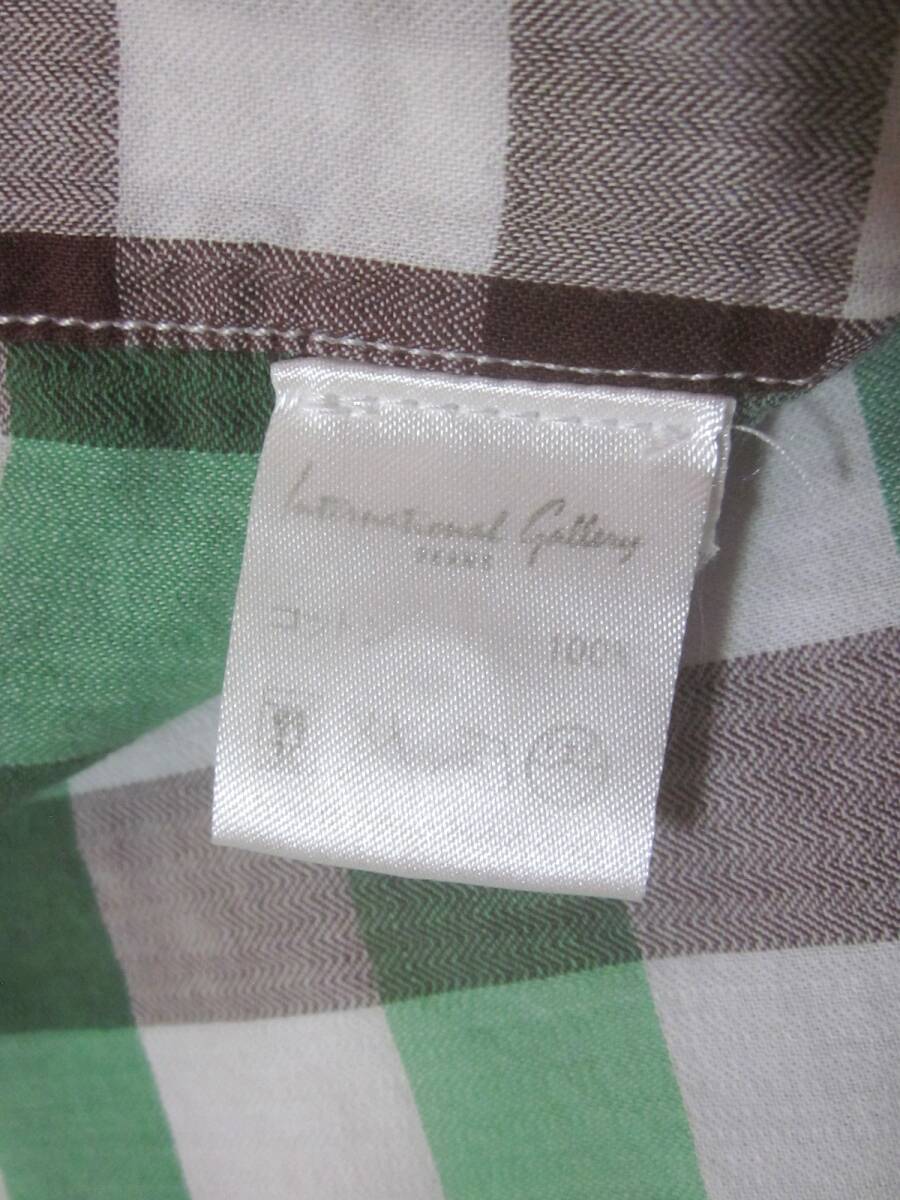 International Gallery
BEAMS
コットン 100%